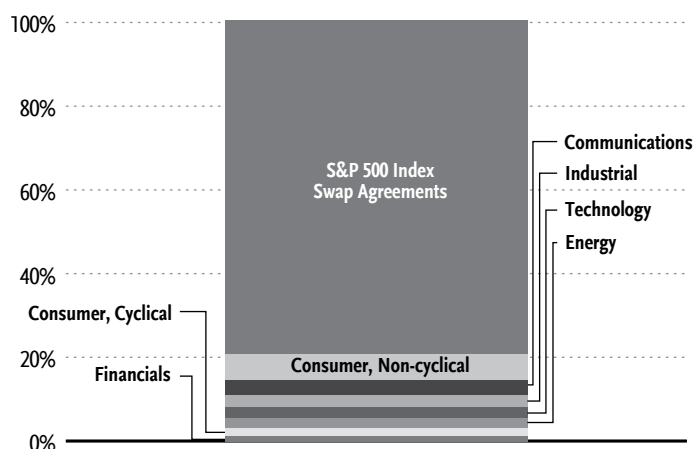 100%
80%
60%
40%
20%
0%
S&P 500 Index
Swap Agreements
Consumer, Non-cyclical
Communications
Industrial
Technology
Energy
Consumer, Cyclical
Financials